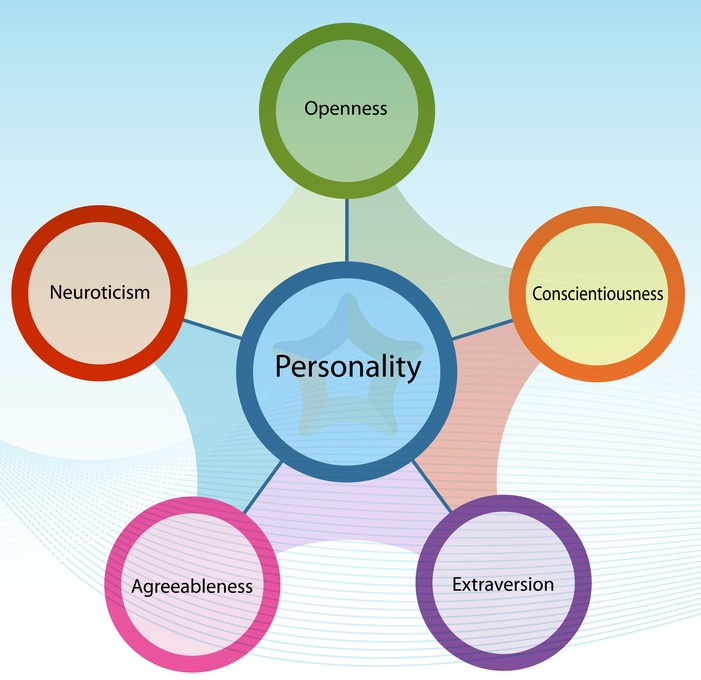 Openness
Neuroticism
Conscientiousness
Personality
Agreeableness
Extraversion